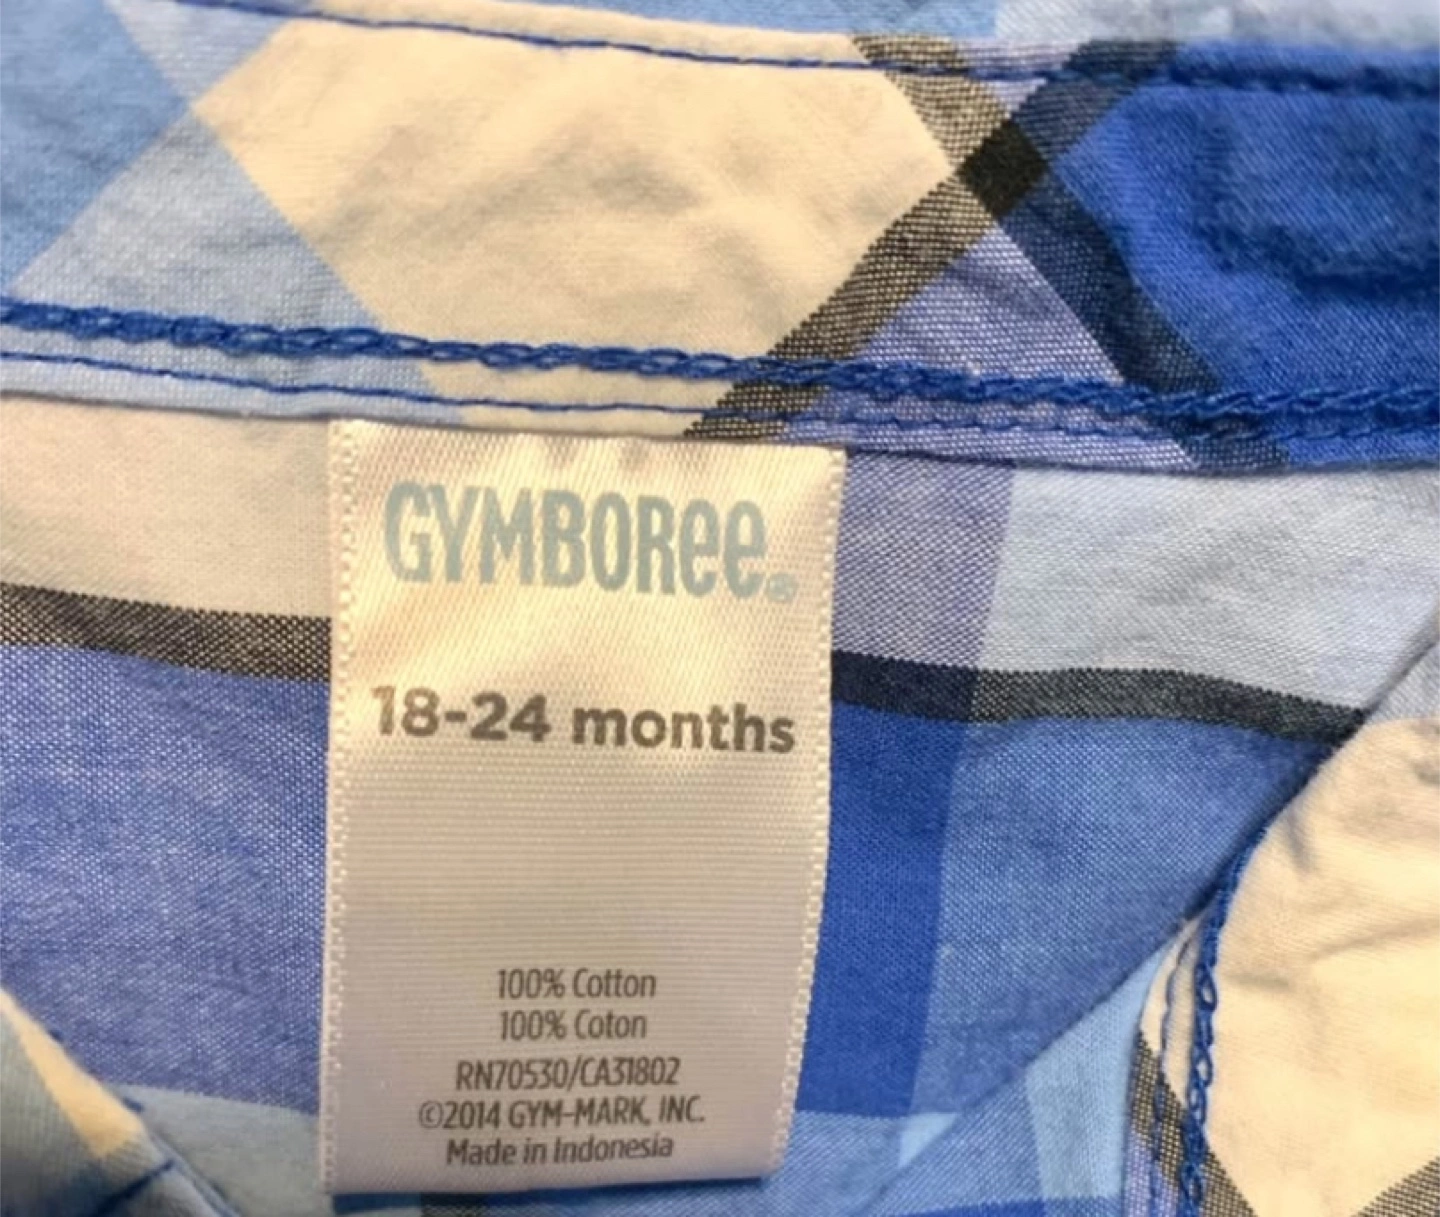 GYMBORee®
18-24 months
100% Cotton
100% Coton
RN70530/CA31802
©2014 GYM-MARK, INC.
Made in Indonesia